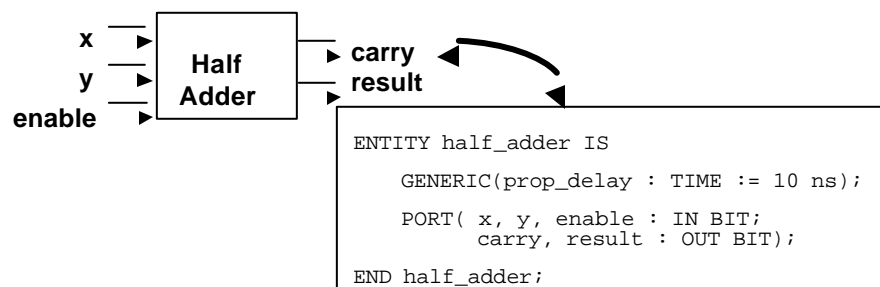 x
y
enable
Half
Adder
carry
result
ENTITY half_adder IS
GENERIC(prop_delay : TIME := 10 ns);
PORT( x, y, enable : IN BIT;
carry, result : OUT BIT);
END half_adder;